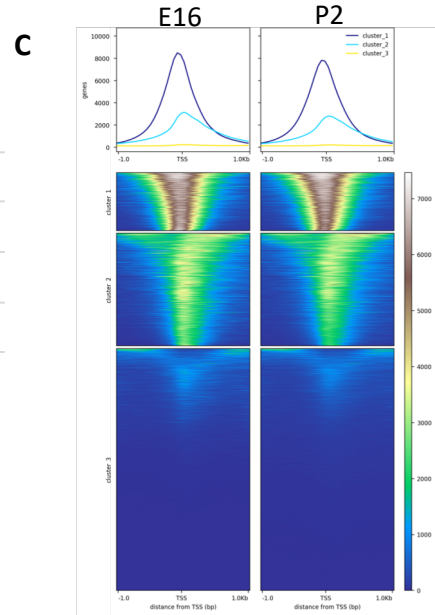 C
E16
P2
10000
8000
6000
4000
2000
0
genes
cluster_1
cluster_2
cluster_3
-1.0
TSS
1.0Kb
-1.0
TSS
1.0Kb
cluster 1
cluster 2
cluster_3
7000
6000
5000
4000
3000
2000
1000
0
-1.0
TSS
1.0Kb
distance from TSS (bp)
-1.0
TSS
1.0Kb
distance from TSS (bp)